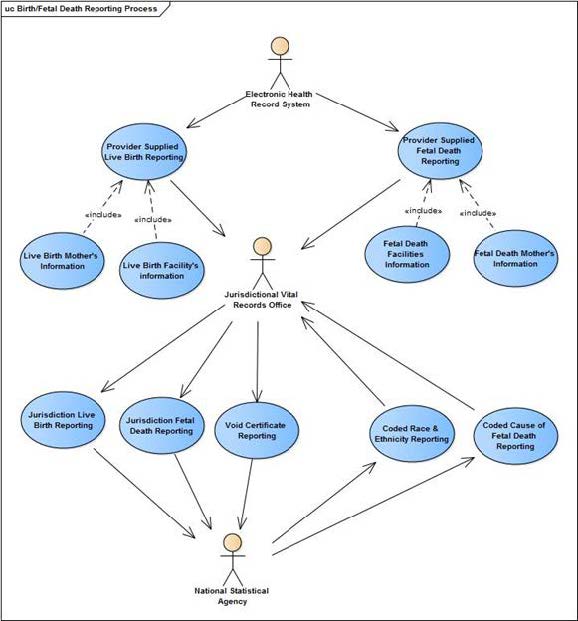 uc Birth/Fetal Death Reporting Process
Electronic Health
Record System
Provider Supplied
Live Birth Reporting
Provider Supplied
Fetal Death
Reporting
«include»
«include»
«include»
«include»
Live Birth Mother's
Information
Live Birth Facility's
information
Fetal Death
Facilities
Information
Fetal Death Mother's
Information
Jurisdictional Vital
Records Office
Jurisdiction Live
Birth Reporting
Jurisdiction Fetal
Death Reporting
Void Certificate
Reporting
Coded Race &
Ethnicity Reporting
Coded Cause of
Fetal Death
Reporting
National Statistical
Agency